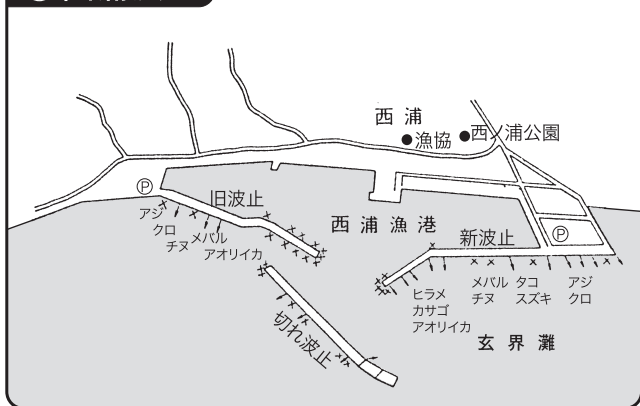 西浦
漁協
西ノ浦公園
Ⓟ
旧波止
アジ
クロ
チヌ
メバル
アオリイカ
西浦漁港
新波止
Ⓟ
ヒラメ
カサゴ
アオリイカ
メバル
チヌ
タコ
スズキ
アジ
クロ
切れ波止
玄界灘